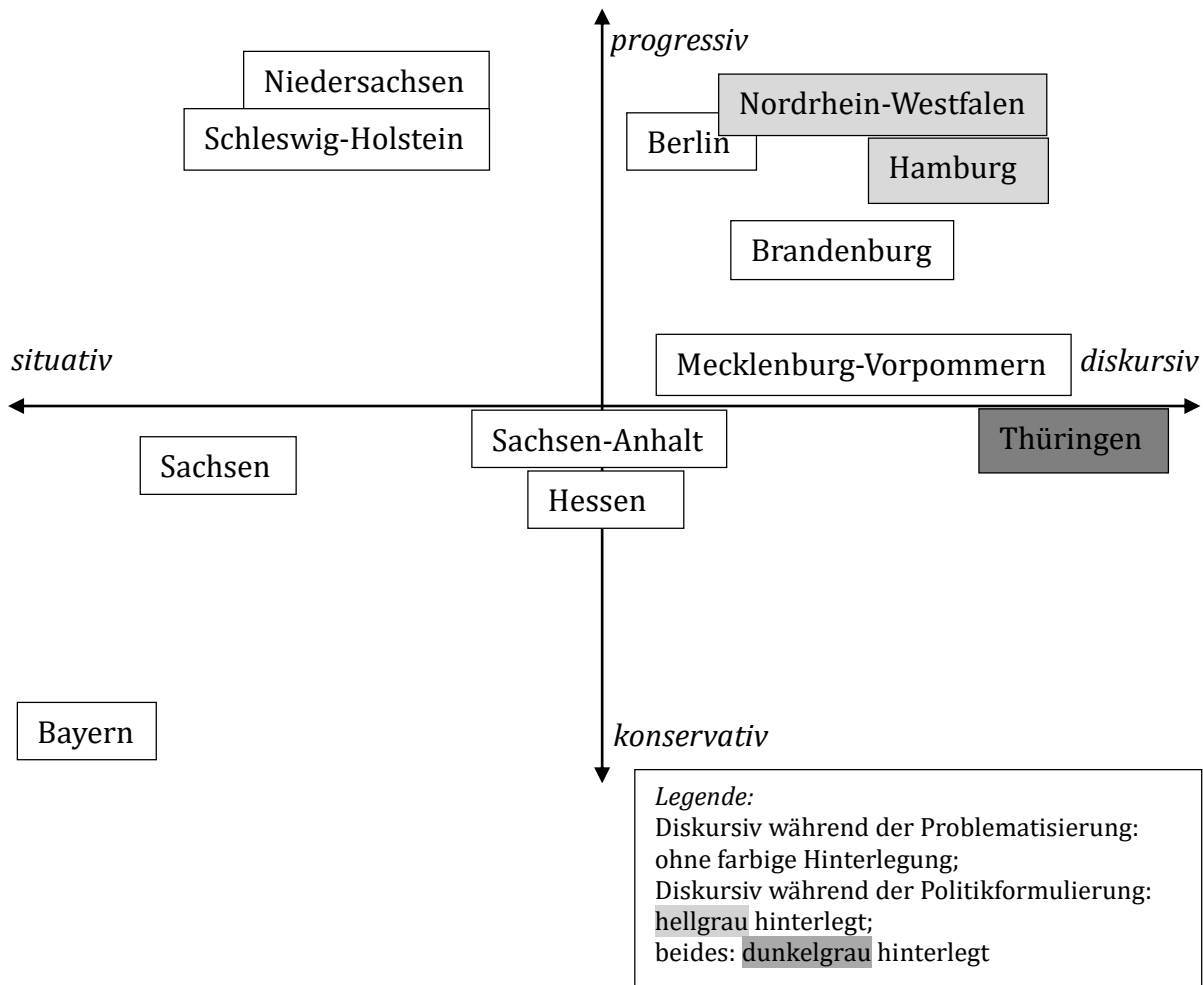 progressiv
Niedersachsen
Nordrhein-Westfalen
Schleswig-Holstein
Berlin
Hamburg
Brandenburg
situativ
Mecklenburg-Vorpommern
diskursiv
Sachsen-Anhalt
Thüringen
Sachsen
Hessen
Bayern
konservativ
Legende:
Diskursiv während der Problematisierung:
ohne farbige Hinterlegung;
Diskursiv während der Politikformulierung:
hellgrau hinterlegt;
beides: dunkelgrau hinterlegt